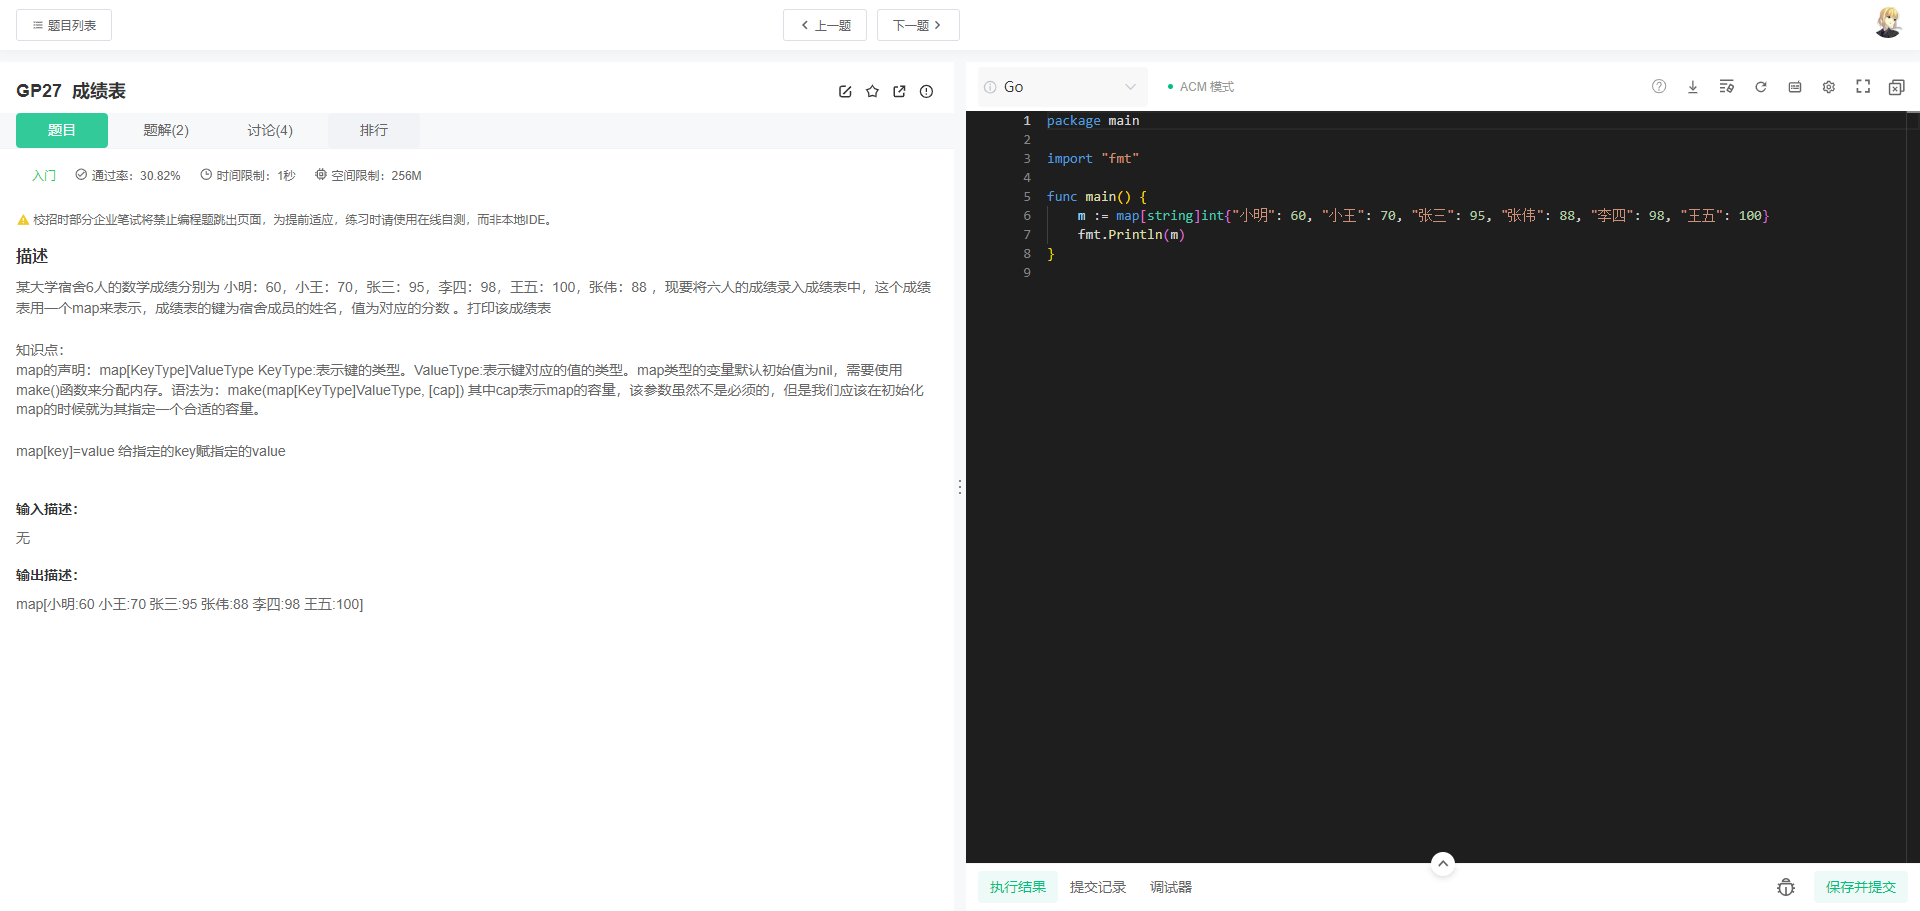 题目列表
上一题
下一题
GP27 成绩表
题目
题解(2)
讨论(4)
排行
入门
通过率：30.82%
时间限制：1秒
空间限制：256M
校招时部分企业笔试将禁止编程题跳出页面，为提前适应，练习时请使用在线自测，而非本地IDE。
描述
某大学宿舍6人的数学成绩分别为 小明：60，小王：70，张三：95，李四：98，王五：100，张伟：88 ，现要将六人的成绩录入成绩表中，这个成绩
表用一个map来表示，成绩表的键为宿舍成员的姓名，值为对应的分数 。打印该成绩表
知识点：
map的声明：map[KeyType]ValueType KeyType:表示键的类型。ValueType:表示键对应的值的类型。map类型的变量默认初始值为nil，需要使用
make()函数来分配内存。语法为：make(map[KeyType]ValueType, [cap]) 其中cap表示map的容量，该参数虽然不是必须的，但是我们应该在初始化
map的时候就为其指定一个合适的容量。
map[key]=value 给指定的key赋指定的value
输入描述：
无
输出描述：
map[小明:60 小王:70 张三:95 张伟:88 李四:98 王五:100]
Go
ACM 模式
1 package main
2
3 import "fmt"
4
5 func main() {
6     m := map[string]int{"小明": 60, "小王": 70, "张三": 95, "张伟": 88, "李四": 98, "王五": 100}
7     fmt.Println(m)
8 }
9
执行结果
提交记录
调试器
保存并提交